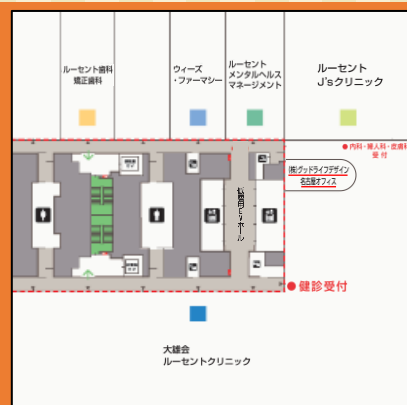 ルーセント歯科
矯正歯科
ウィーズ
・ファーマシー
ルーセント
メンタルヘルス
マネージメント
ルーセント
J'sクリニック
●内科・婦人科・皮膚科
受付
(株)グッドライフデザイン
名古屋オフィス
●健診受付
大雄会
ルーセントクリニック